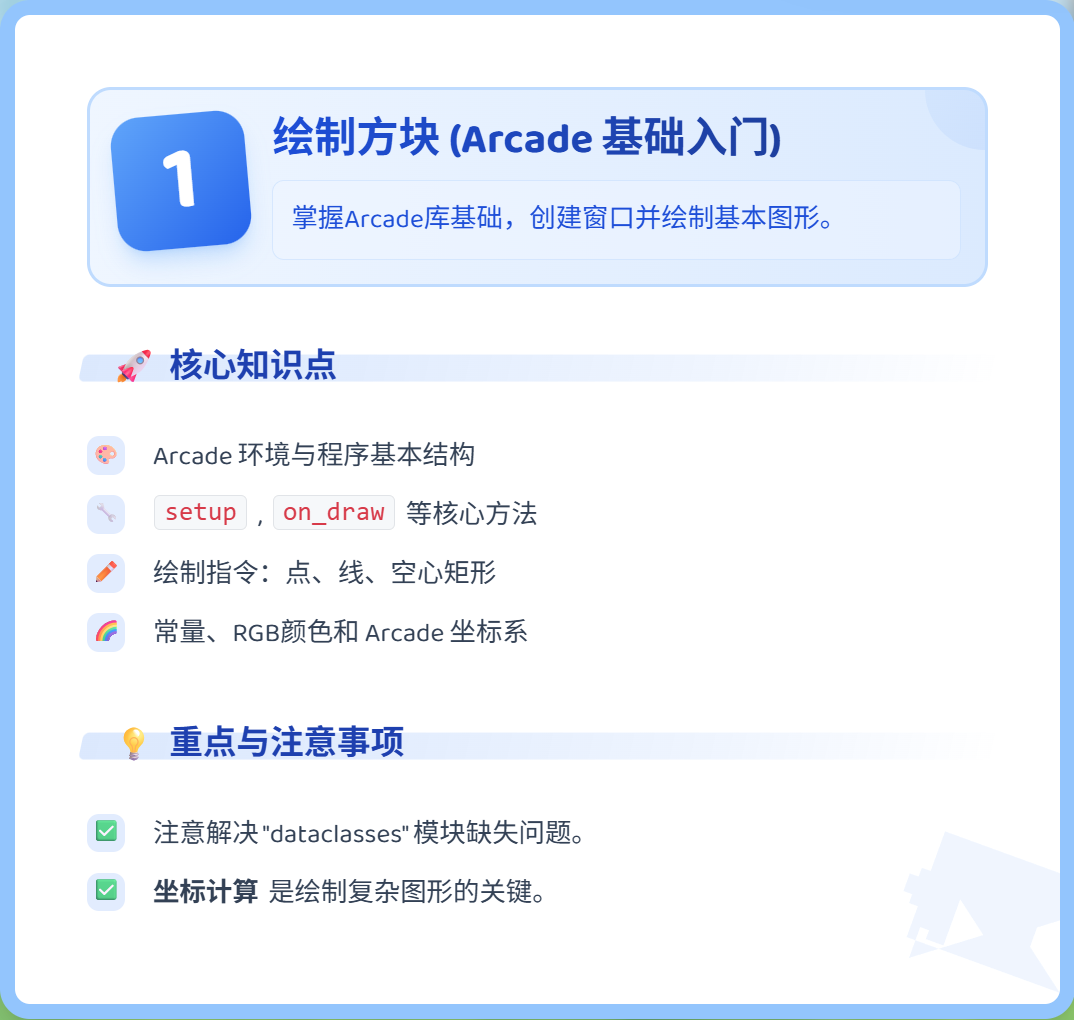 1
绘制方块 (Arcade 基础入门)
掌握Arcade库基础，创建窗口并绘制基本图形。
核心知识点
Arcade 环境与程序基本结构
setup , on_draw 等核心方法
绘制指令：点、线、空心矩形
常量、RGB颜色和 Arcade 坐标系
重点与注意事项
注意解决 "dataclasses" 模块缺失问题。
坐标计算 是绘制复杂图形的关键。